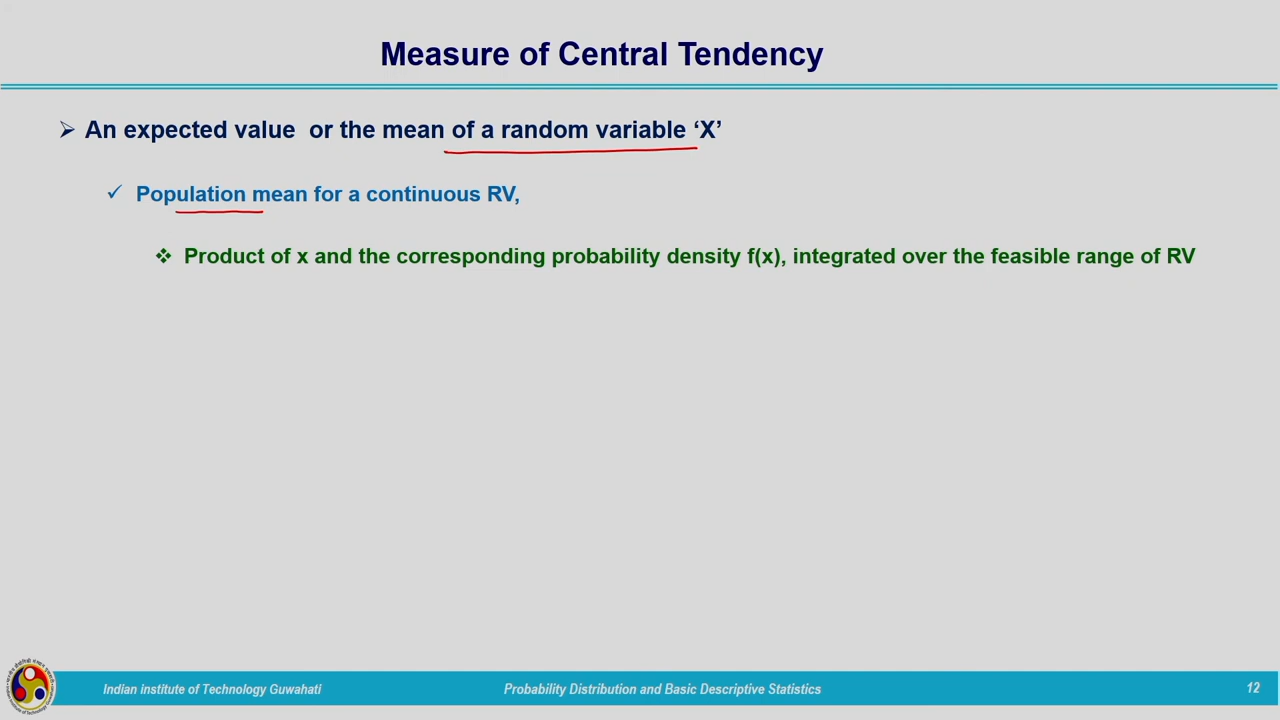 Measure of Central Tendency
An expected value or the mean of a random variable ‘X’
Population mean for a continuous RV,
Product of x and the corresponding probability density f(x), integrated over the feasible range of RV
Indian institute of Technology Guwahati
Probability Distribution and Basic Descriptive Statistics
12